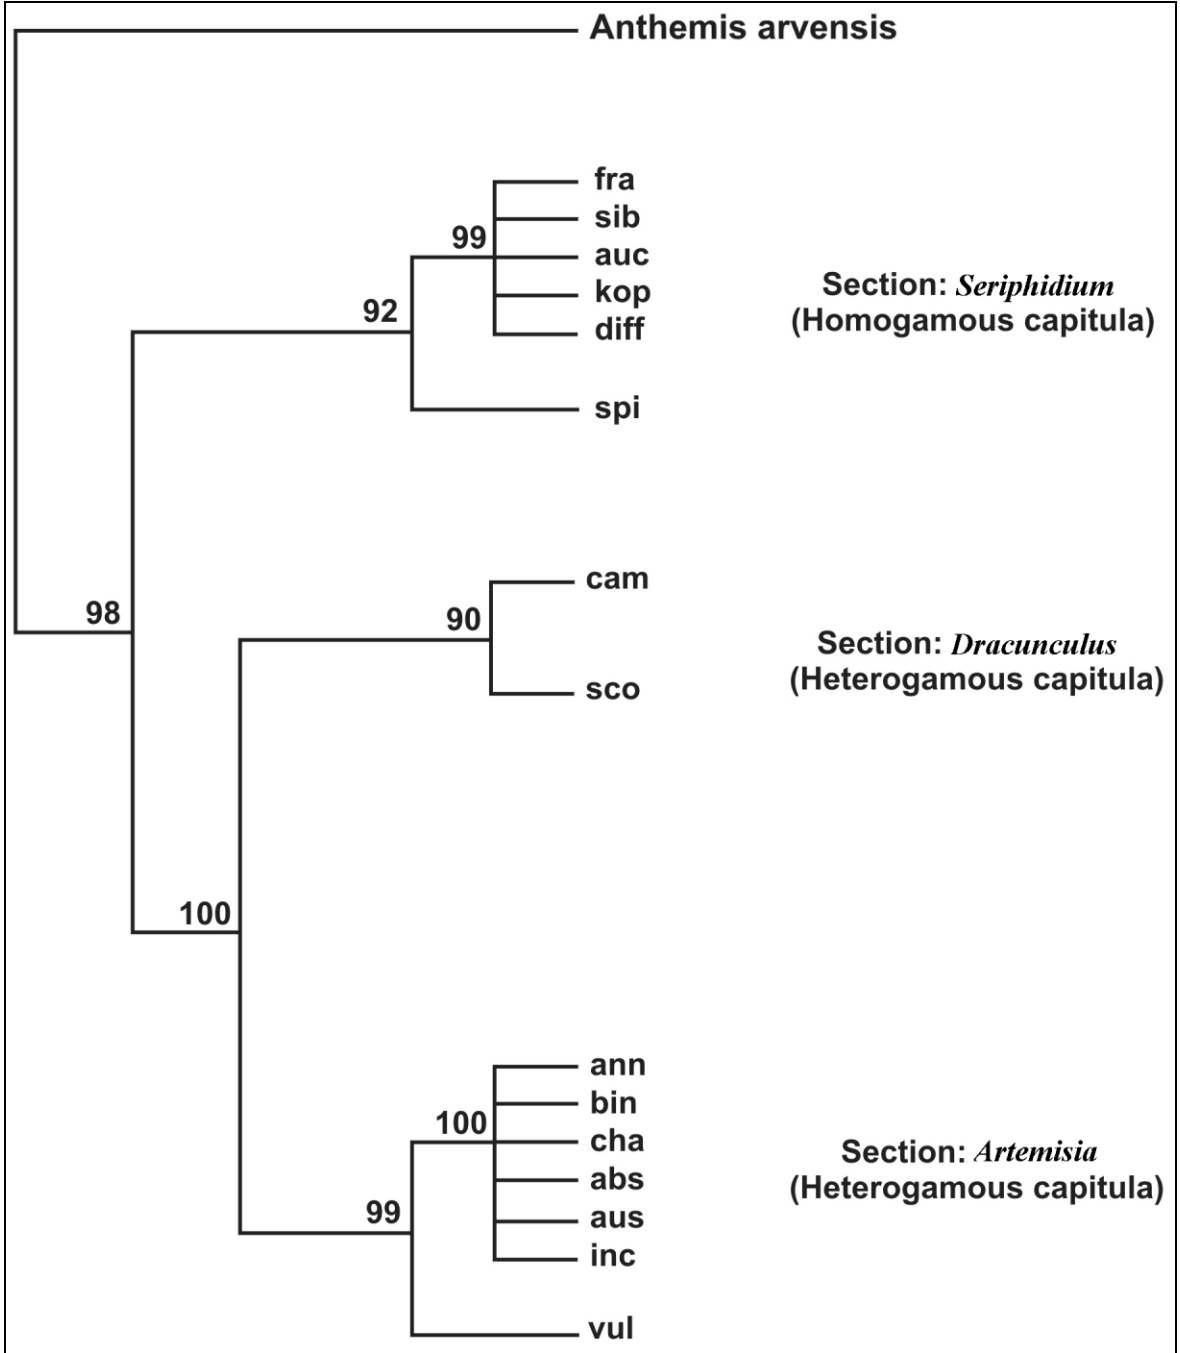 Anthemis arvensis
fra
sib
99
auc
kop
Section: Seriphidium
(Homogamous capitula)
92
diff
spi
cam
98
90
Section: Dracunculus
(Heterogamous capitula)
sco
100
ann
bin
100
cha
Section: Artemisia
(Heterogamous capitula)
abs
99
aus
inc
vul